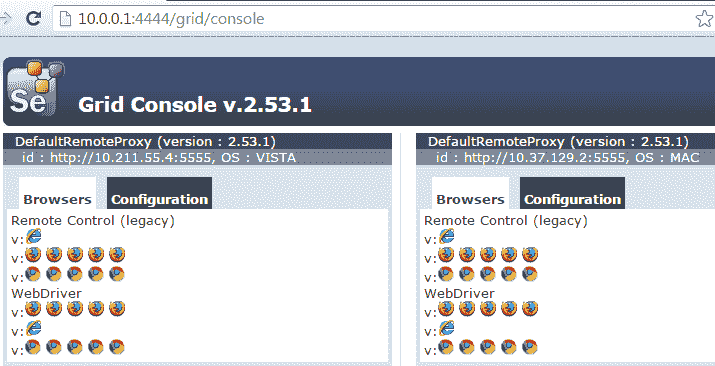 10.0.0.1:4444/grid/console
Se
Grid Console v.2.53.1
DefaultRemoteProxy (version : 2.53.1)
id : http://10.211.55.4:5555, OS : VISTA
Browsers Configuration
Remote Control (legacy)
v:
v:
v:
WebDriver
v:
v:
v:
DefaultRemoteProxy (version : 2.53.1)
id : http://10.37.129.2:5555, OS : MAC
Browsers Configuration
Remote Control (legacy)
v:
v:
v:
WebDriver
v:
v:
v: